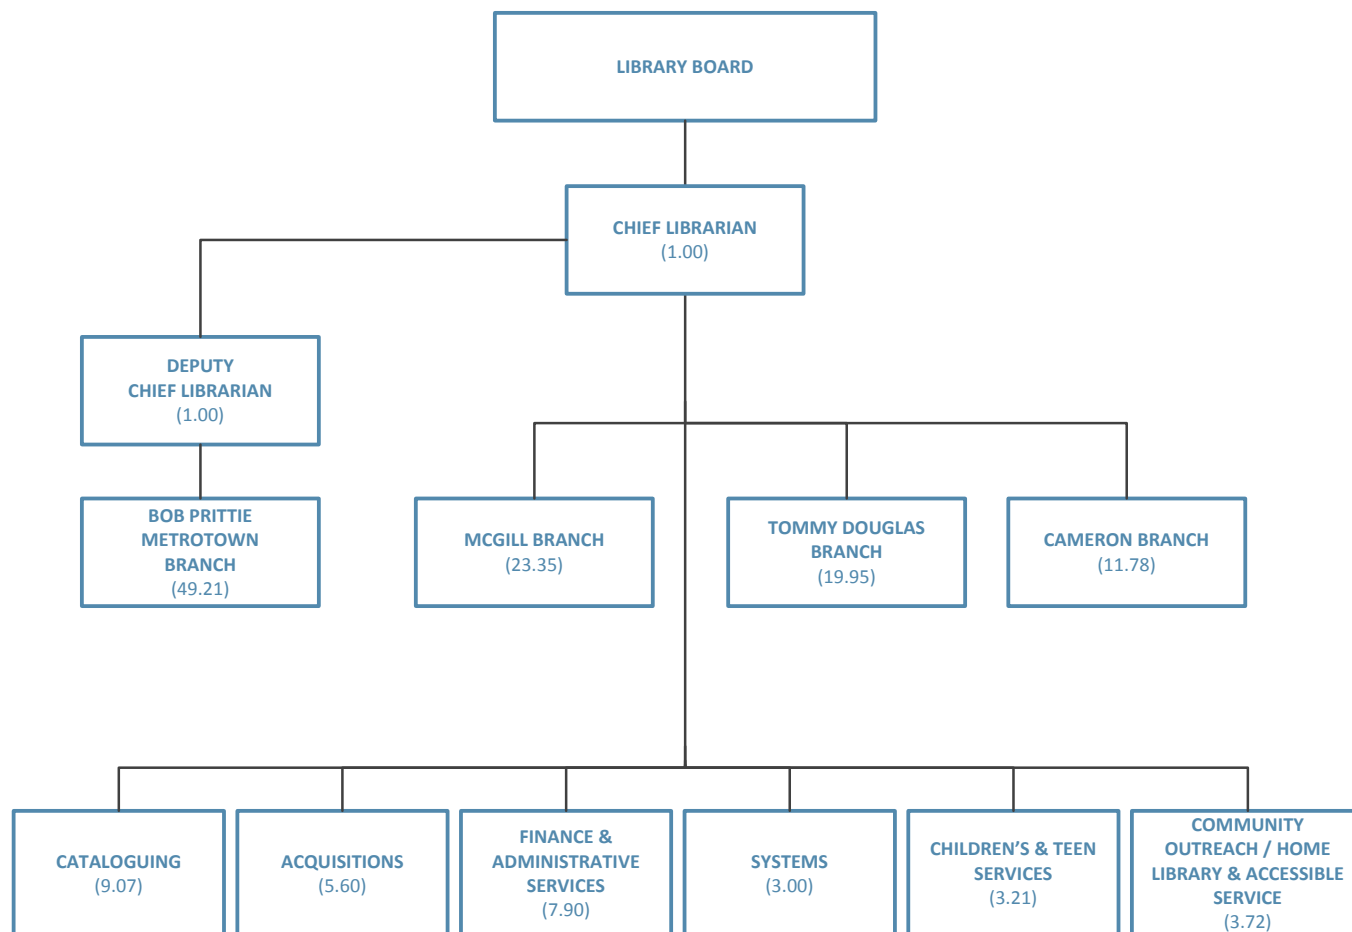 LIBRARY BOARD
CHIEF LIBRARIAN
(1.00)
DEPUTY
CHIEF LIBRARIAN
(1.00)
BOB PRITTIE
METROTOWN
BRANCH
(49.21)
MCGILL BRANCH
(23.35)
TOMMY DOUGLAS
BRANCH
(19.95)
CAMERON BRANCH
(11.78)
CATALOGUING
(9.07)
ACQUISITIONS
(5.60)
FINANCE &
ADMINISTRATIVE
SERVICES
(7.90)
SYSTEMS
(3.00)
CHILDREN’S & TEEN
SERVICES
(3.21)
COMMUNITY
OUTREACH / HOME
LIBRARY & ACCESSIBLE
SERVICE
(3.72)